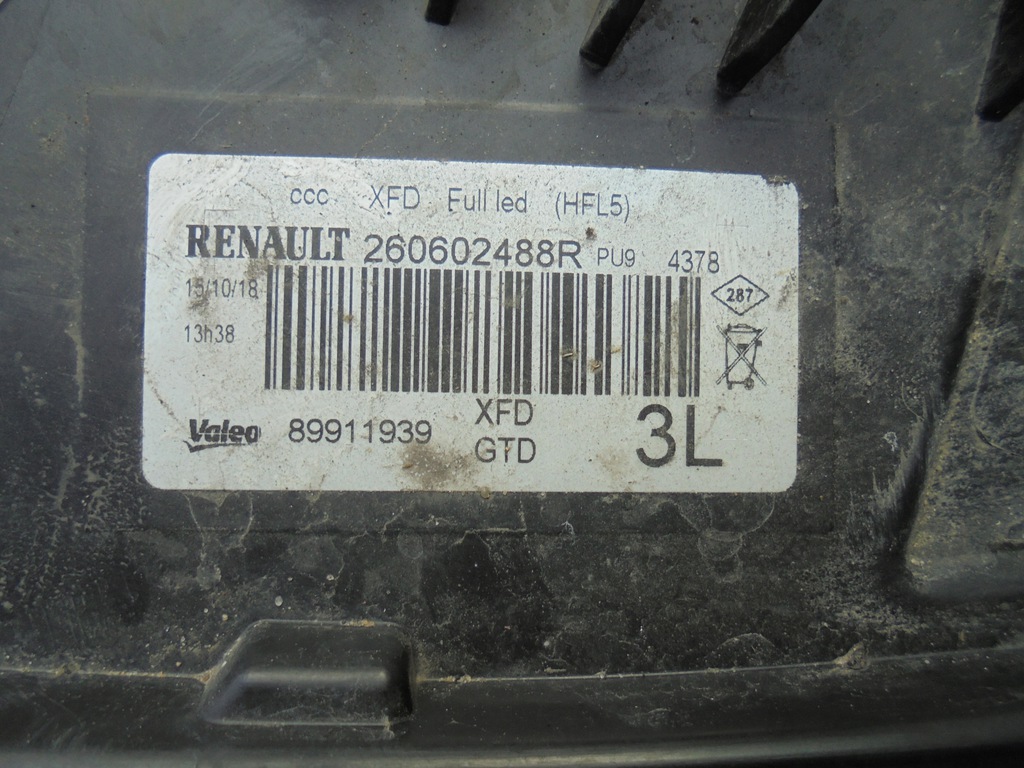 ccc XFD Full led (HFL5)
RENAULT 260602488R PU9 4378
15/10/18
287
13h38
Valeo 89911939 XFD
GTD
3L